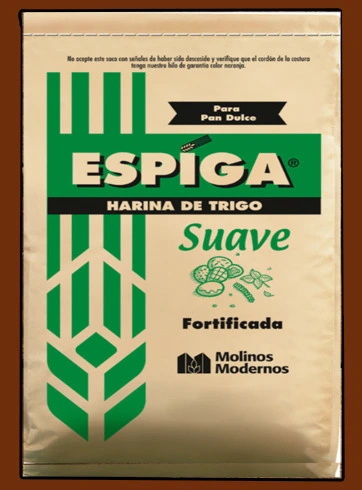 No acepte este saco con señales de haber sido descosido y verifique que el cordón de la costura
tenga nuestro hilo de garantía color naranja.
Para
Pan Dulce
ESPIGA®
HARINA DE TRIGO
Suave
Fortificada
Molinos
Modernos